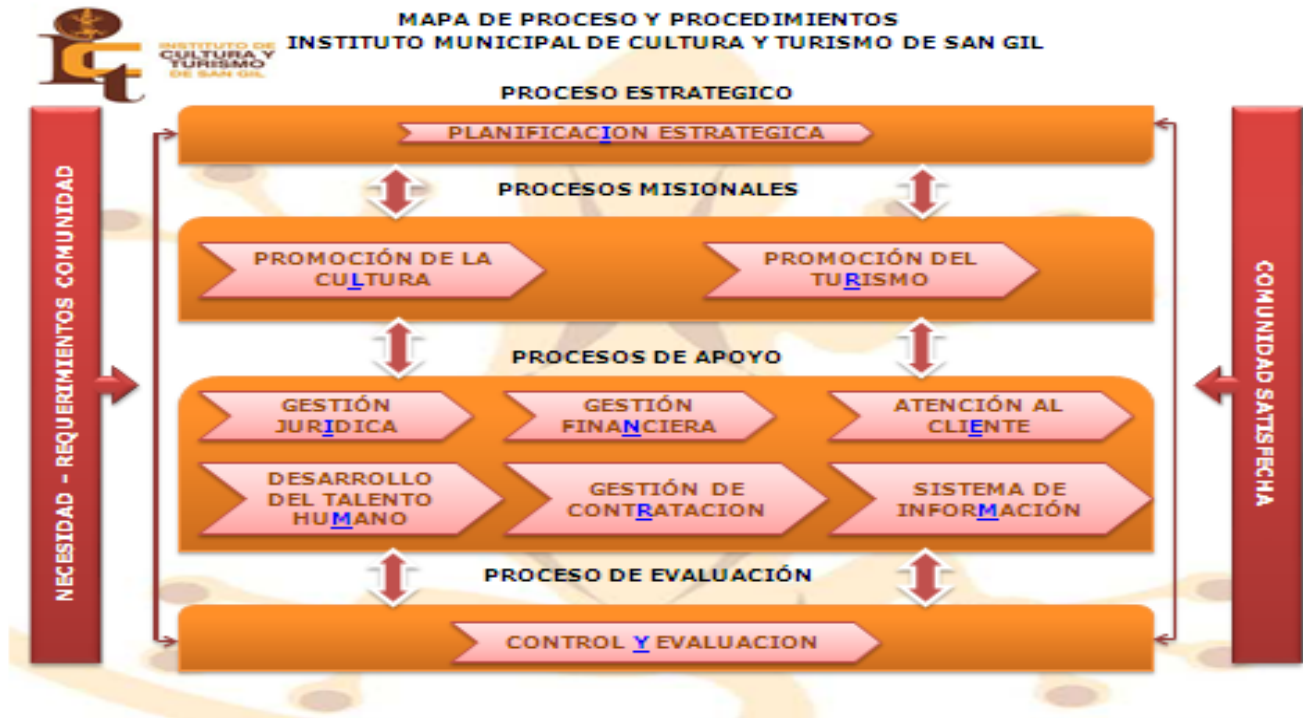 MAPA DE PROCESO Y PROCEDIMIENTOS
INSTITUTO MUNICIPAL DE CULTURA Y TURISMO DE SAN GIL
INSTITUTO DE
CULTURA Y
TURISMO
DE SAN GIL
PROCESO ESTRATEGICO
PLANIFICACION ESTRATEGICA
PROCESOS MISIONALES
PROMOCIÓN DE LA
CULTURA
PROMOCIÓN DEL
TURISMO
PROCESOS DE APOYO
GESTIÓN
JURIDICA
GESTIÓN
FINANCIERA
ATENCIÓN AL
CLIENTE
DESARROLLO
DEL TALENTO
HUMANO
GESTIÓN DE
CONTRATACION
SISTEMA DE
INFORMACIÓN
PROCESO DE EVALUACIÓN
CONTROL Y EVALUACION
NECESIDAD - REQUERIMIENTOS COMUNIDAD
COMUNIDAD SATISFECHA